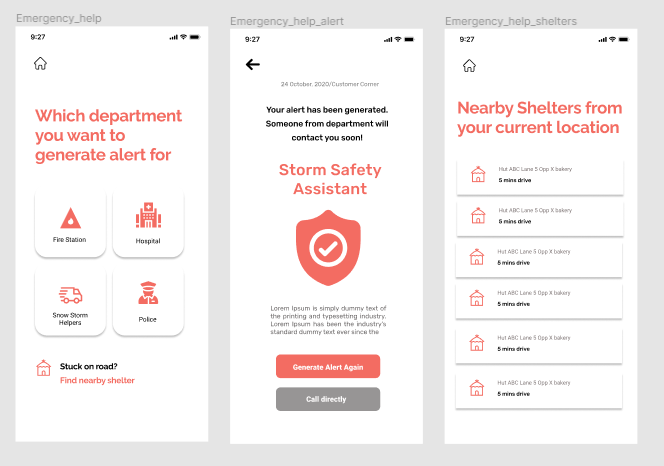 Emergency_help
9:27
Which department
you want to
generate alert for
Fire Station
Hospital
Snow Storm
Helpers
Police
Stuck on road?
Find nearby shelter
Emergency_help_alert
9:27
24 October, 2020/Customer Corner
Your alert has been generated.
Someone from department will
contact you soon!
Storm Safety
Assistant
Lorem Ipsum is simply dummy text of
the printing and typesetting industry.
Lorem Ipsum has been the industry's
standard dummy text ever since the
Generate Alert Again
Call directly
Emergency_help_shelters
9:27
Nearby Shelters from
your current location
Hut ABC Lane 5 Opp X bakery
5 mins drive
Hut ABC Lane 5 Opp X bakery
5 mins drive
Hut ABC Lane 5 Opp X bakery
5 mins drive
Hut ABC Lane 5 Opp X bakery
5 mins drive
Hut ABC Lane 5 Opp X bakery
5 mins drive
Hut ABC Lane 5 Opp X bakery
5 mins drive